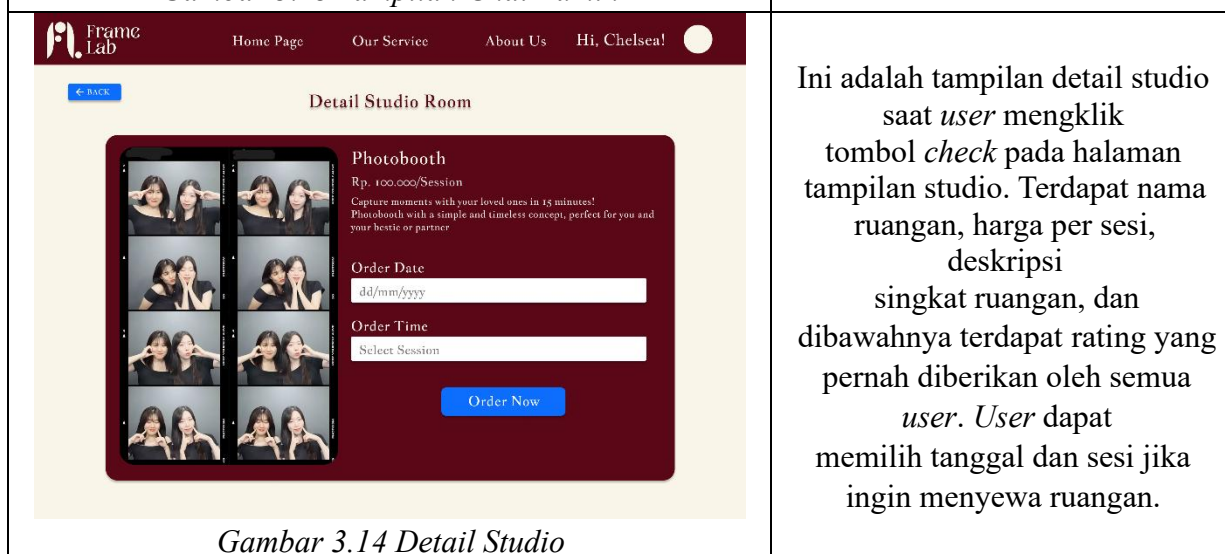 Frame
Lab
Home Page
Our Service
About Us
Hi, Chelsea!
← BACK
Detail Studio Room
Photobooth
Rp. 100.000/Session
Capture moments with your loved ones in 15 minutes!
Photobooth with a simple and timeless concept, perfect for you and
your bestie or partner
Order Date
dd/mm/yyyy
Order Time
Select Session
Order Now
Gambar 3.14 Detail Studio
Ini adalah tampilan detail studio
saat user mengklik
tombol check pada halaman
tampilan studio. Terdapat nama
ruangan, harga per sesi,
deskripsi
singkat ruangan, dan
dibawahnya terdapat rating yang
pernah diberikan oleh semua
user. User dapat
memilih tanggal dan sesi jika
ingin menyewa ruangan.